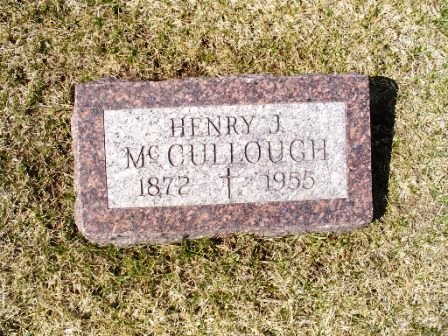 HENRY J.
McCULLOUGH
1872 † 1955